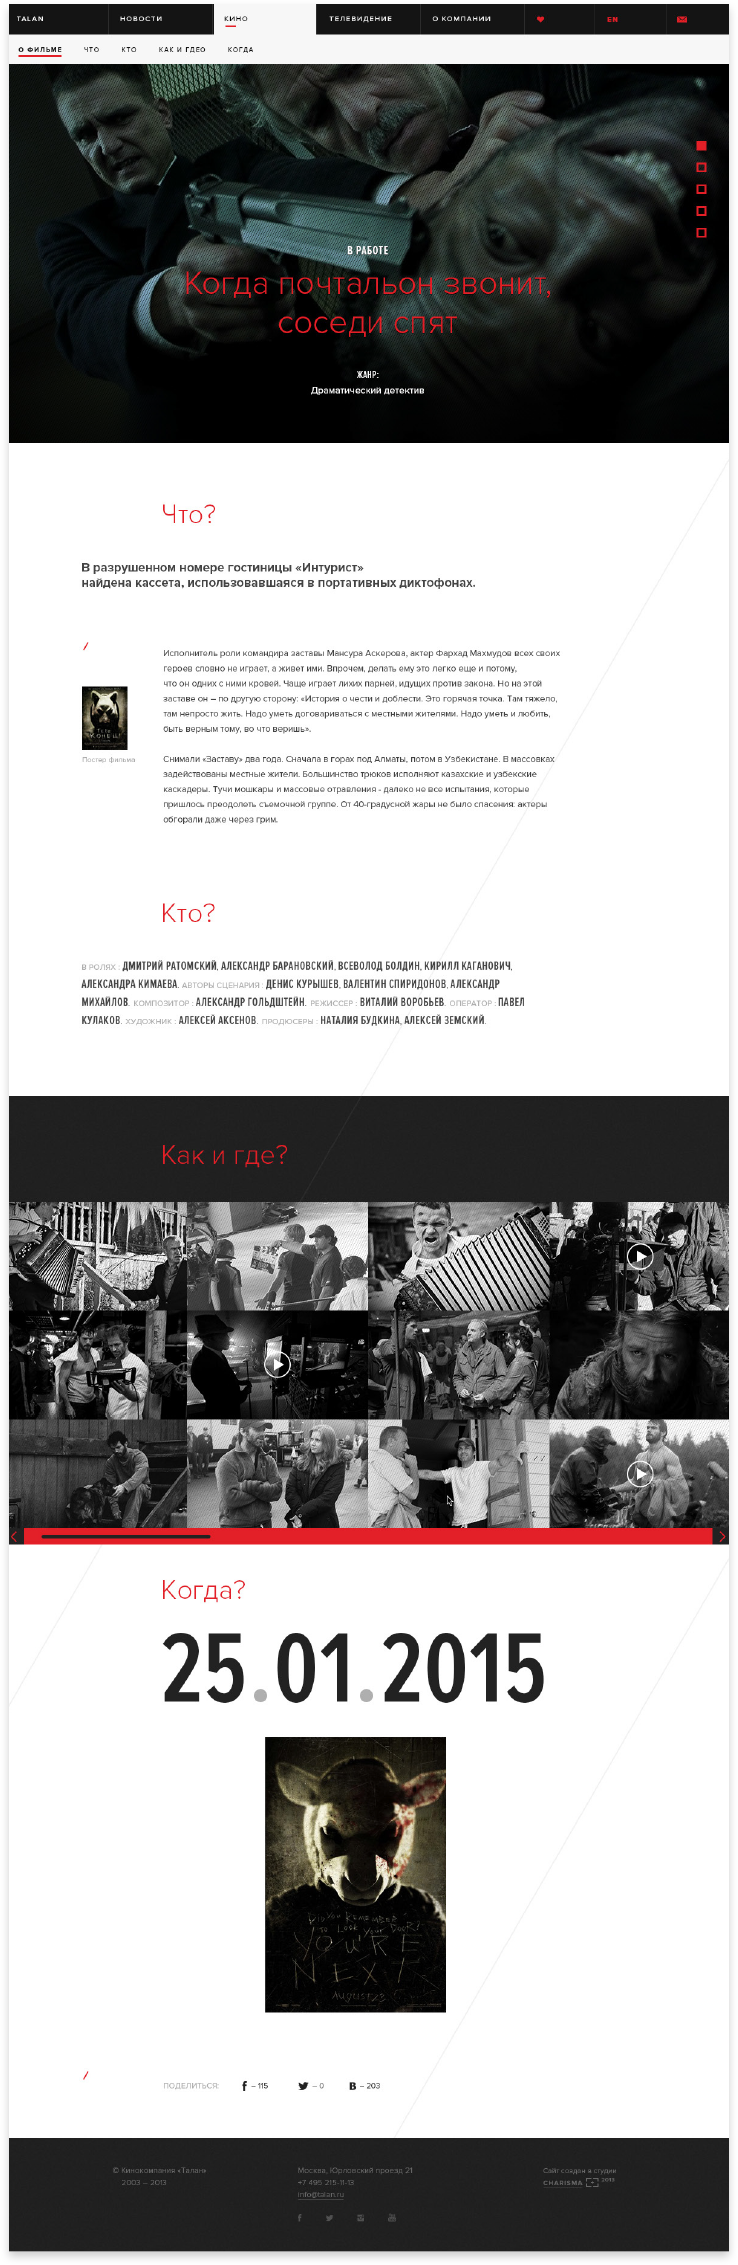 TALAN
НОВОСТИ
КИНО
ТЕЛЕВИДЕНИЕ
О КОМПАНИИ
EN
О ФИЛЬМЕ
ЧТО
КТО
КАК И ГДЕО
КОГДА
В РАБОТЕ
Когда почтальон звонит,
соседи спят
ЖАНР:
Драматический детектив
Что?
В разрушенном номере гостиницы «Интурист»
найдена кассета, использовавшаяся в портативных диктофонах.
Исполнитель роли командира заставы Мансура Аскерова, актер Фархад Махмудов всех своих
героев словно не играет, а живет ими. Впрочем, делать ему это легко еще и потому,
что он одних с ними кровей. Чаще играет лихих парней, идущих против закона. Но на этой
заставе он – по другую сторону: «История о чести и доблести. Это горячая точка. Там тяжело,
там непросто жить. Надо уметь договариваться с местными жителями. Надо уметь и любить,
быть верным тому, во что веришь».
Постер фильма
Снимали «Заставу» два года. Сначала в горах под Алматы, потом в Узбекистане. В массовках
задействованы местные жители. Большинство трюков исполняют казахские и узбекские
каскадеры. Тучи мошкары и массовые отравления - далеко не все испытания, которые
пришлось преодолеть съемочной группе. От 40-градусной жары не было спасения: актеры
обгорали даже через грим.
Кто?
В РОЛЯХ : ДМИТРИЙ РАТОМСКИЙ, АЛЕКСАНДР БАРАНОВСКИЙ, ВСЕВОЛОД БОЛДИН, КИРИЛЛ КАГАНОВИЧ,
АЛЕКСАНДРА КИМАЕВА. АВТОРЫ СЦЕНАРИЯ : ДЕНИС КУРЫШЕВ, ВАЛЕНТИН СПИРИДОНОВ, АЛЕКСАНДР
МИХАЙЛОВ. КОМПОЗИТОР : АЛЕКСАНДР ГОЛЬДШТЕЙН. РЕЖИССЕР : ВИТАЛИЙ ВОРОБЬЕВ. ОПЕРАТОР : ПАВЕЛ
КУЛАКОВ. ХУДОЖНИК : АЛЕКСЕЙ АКСЕНОВ. ПРОДЮСЕРЫ : НАТАЛИЯ БУДКИНА, АЛЕКСЕЙ ЗЕМСКИЙ.
Как и где?
Когда?
25.01.2015
DID YOU REMEMBER
TO LOCK YOUR DOOR?
YOU'RE
NEXT
AUGUST 23
ПОДЕЛИТЬСЯ:
– 115
– 0
В – 203
© Кинокомпания «Талан»
2003 – 2013
Москва, Юрловский проезд 21
+7 495 215-11-13
info@talan.ru
Сайт создан в студии
CHARISMA 2013